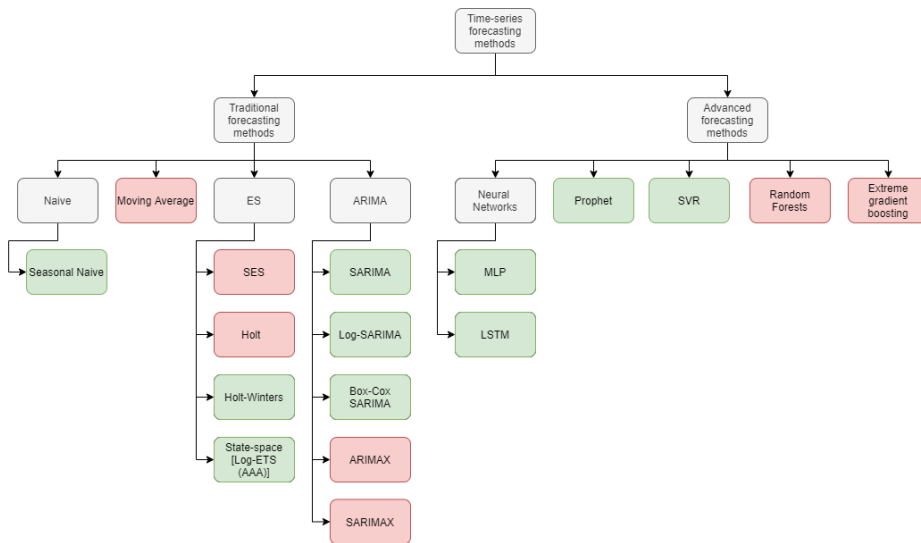 Time-series
forecasting
methods
Traditional
forecasting
methods
Advanced
forecasting
methods
Naive
Moving Average
ES
ARIMA
Neural
Networks
Prophet
SVR
Random
Forests
Extreme
gradient
boosting
Seasonal Naive
SES
SARIMA
MLP
Holt
Log-SARIMA
LSTM
Holt-Winters
Box-Cox
SARIMA
State-space
[Log-ETS
(AAA)]
ARIMAX
SARIMAX